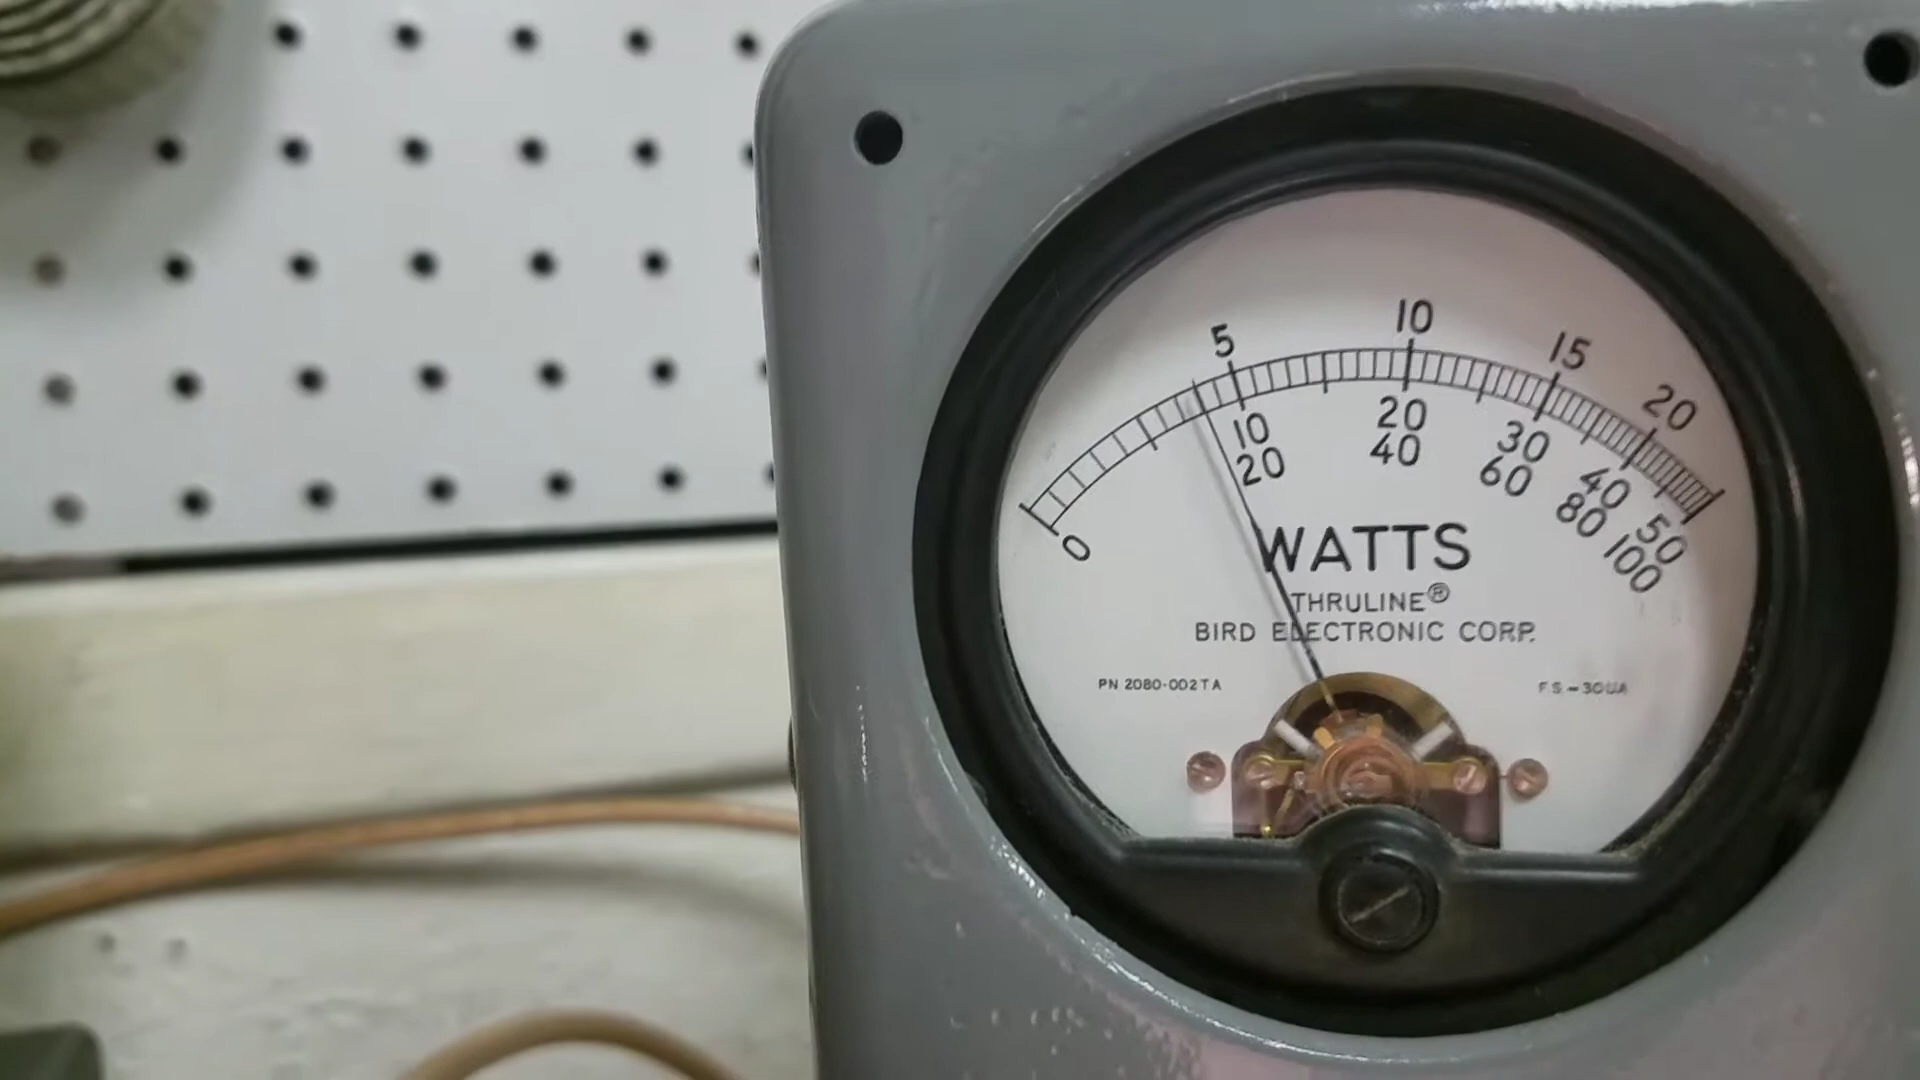 5 10 15 20
0 10 20 30 40 50
20 40 60 80 100
WATTS
THRULINE®
BIRD ELECTRONIC CORP.
PN 2080-002TA
F.S – 30UA